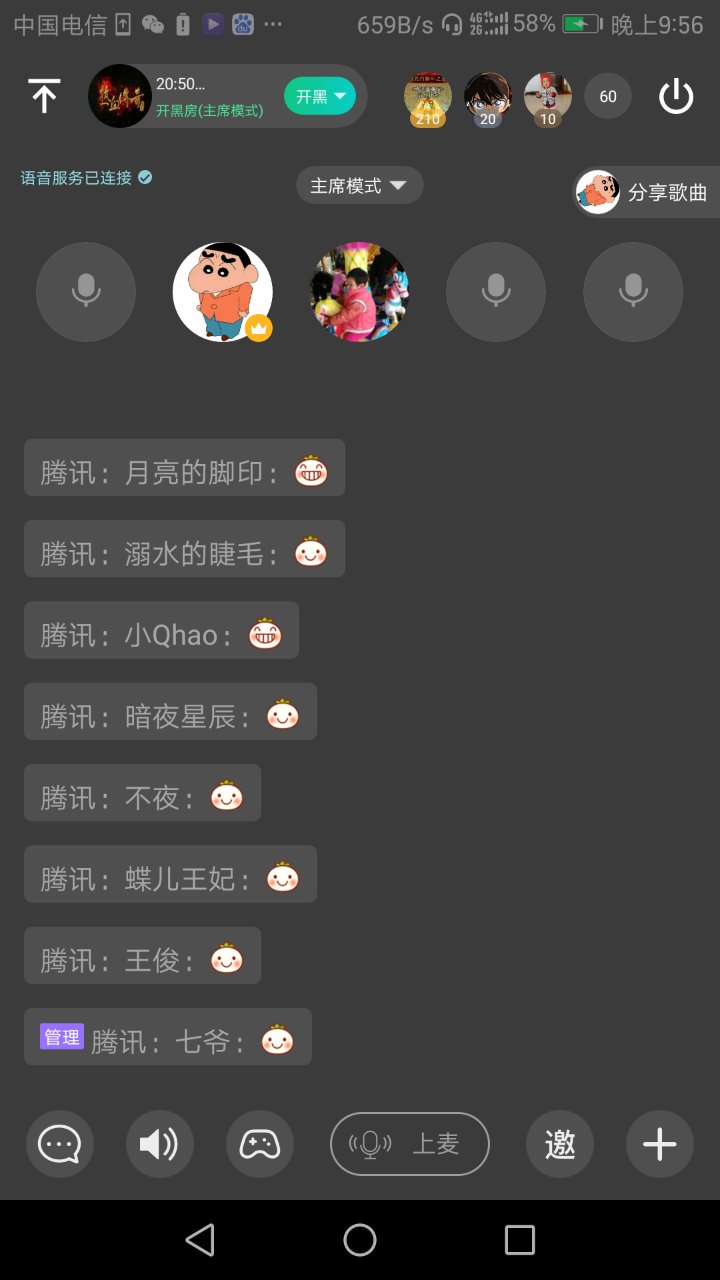 中国电信 659B/s 4G 2G 58% 晚上9:56
20:50...
开黑房(主席模式)
开黑
210 20 10 60
语音服务已连接
主席模式
分享歌曲
腾讯：月亮的脚印：
腾讯：溺水的睫毛：
腾讯：小Qhao：
腾讯：暗夜星辰：
腾讯：不夜：
腾讯：蝶儿王妃：
腾讯：王俊：
管理 腾讯：七爷：
上麦 邀